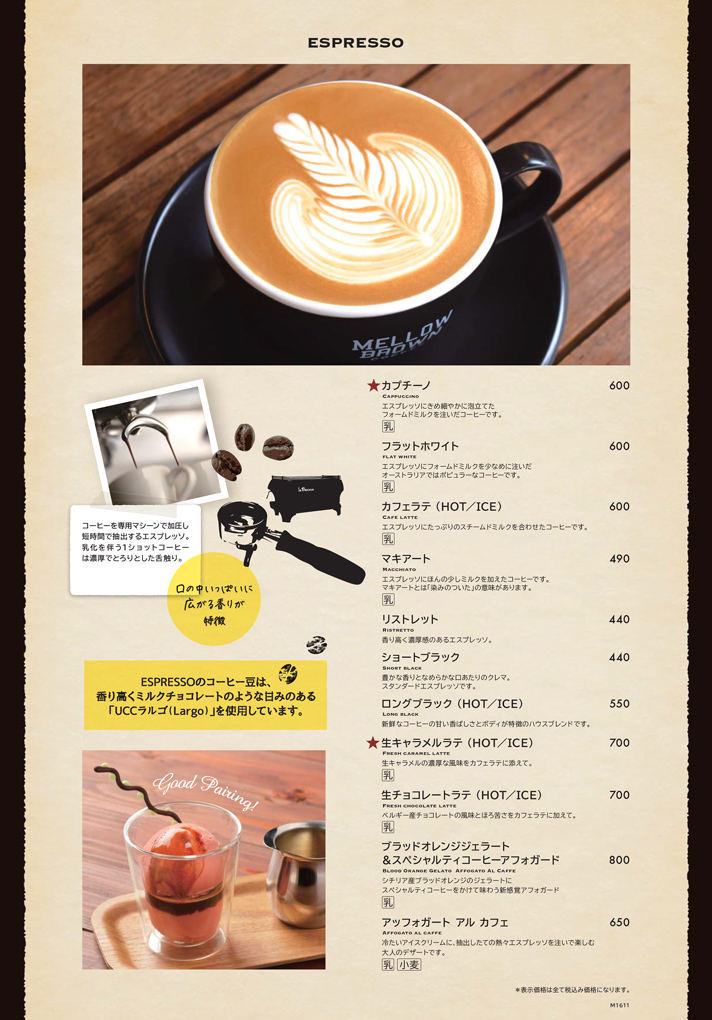 ESPRESSO
MELLOW
BROWN
コーヒーを専用マシーンで加圧し
短時間で抽出するエスプレッソ。
乳化を伴う1ショットコーヒー
は濃厚でとろりとした舌触り。
口の中いっぱいに
広がる香りが
特徴
ESPRESSOのコーヒー豆は、
香り高くミルクチョコレートのような甘みのある
「UCCラルゴ(Largo)」を使用しています。
Good Pairing!
★カプチーノ 600
CAPPUCCINO
エスプレッソにきめ細やかに泡立てた
フォームドミルクを注いだコーヒーです。
乳
フラットホワイト 600
FLAT WHITE
エスプレッソにフォームドミルクを少なめに注いだ
オーストラリアではポピュラーなコーヒーです。
乳
カフェラテ(HOT/ICE) 600
CAFE LATTE
エスプレッソにたっぷりのスチームドミルクを合わせたコーヒーです。
乳
マキアート 490
MACCHIATO
エスプレッソにほんの少しミルクを加えたコーヒーです。
マキアートとは「染みのついた」の意味があります。
乳
リストレット 440
RISTRETTO
香り高く濃厚感のあるエスプレッソ。
ショートブラック 440
SHORT BLACK
豊かな香りとなめらかな口あたりのクレマ。
スタンダードエスプレッソです。
ロングブラック(HOT/ICE) 550
LONG BLACK
新鮮なコーヒーの甘い香ばしさとボディが特徴のハウスブレンドです。
★生キャラメルラテ(HOT/ICE) 700
FRESH CARAMEL LATTE
生キャラメルの濃厚な風味をカフェラテに添えて。
乳
生チョコレートラテ(HOT/ICE) 700
FRESH CHOCOLATE LATTE
ベルギー産チョコレートの風味とほろ苦さをカフェラテに加えて。
乳
ブラッドオレンジジェラート
&スペシャルティコーヒーアフォガード 800
BLOOD ORANGE GELATO AFFOGATO AL CAFFE
シチリア産ブラッドオレンジのジェラートに
スペシャルティコーヒーをかけて味わう新感覚アフォガード
乳
アッフォガート アル カフェ 650
AFFOGATO AL CAFFE
冷たいアイスクリームに、抽出したての熱々エスプレッソを注いで楽しむ
大人のデザートです。
乳 小麦
＊表示価格は全て税込み価格になります。
M1611